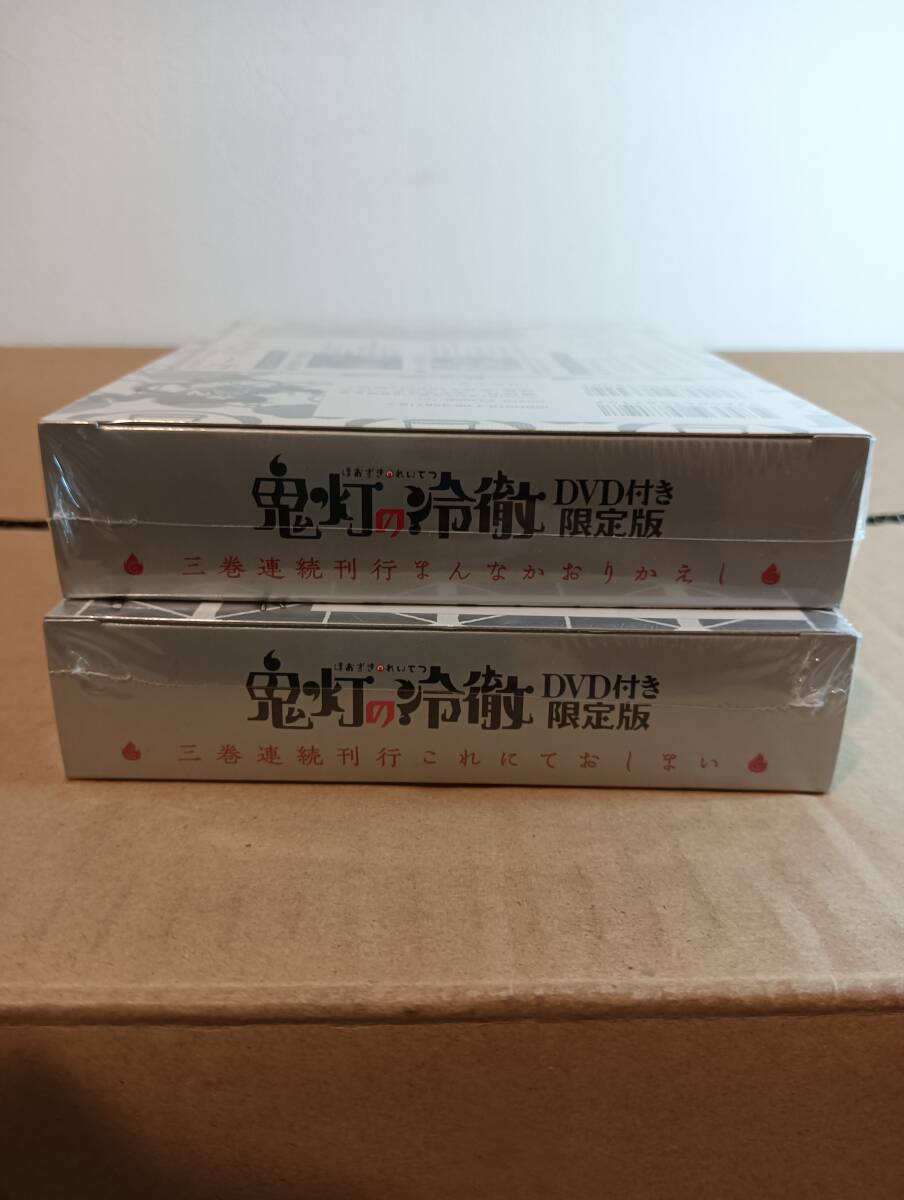 ほおずきのれいてつ
鬼灯の冷徹 DVD付き
限定版
三巻連続刊行まんなかおりかえし
ほおずきのれいてつ
鬼灯の冷徹 DVD付き
限定版
三巻連続刊行これにておしまい